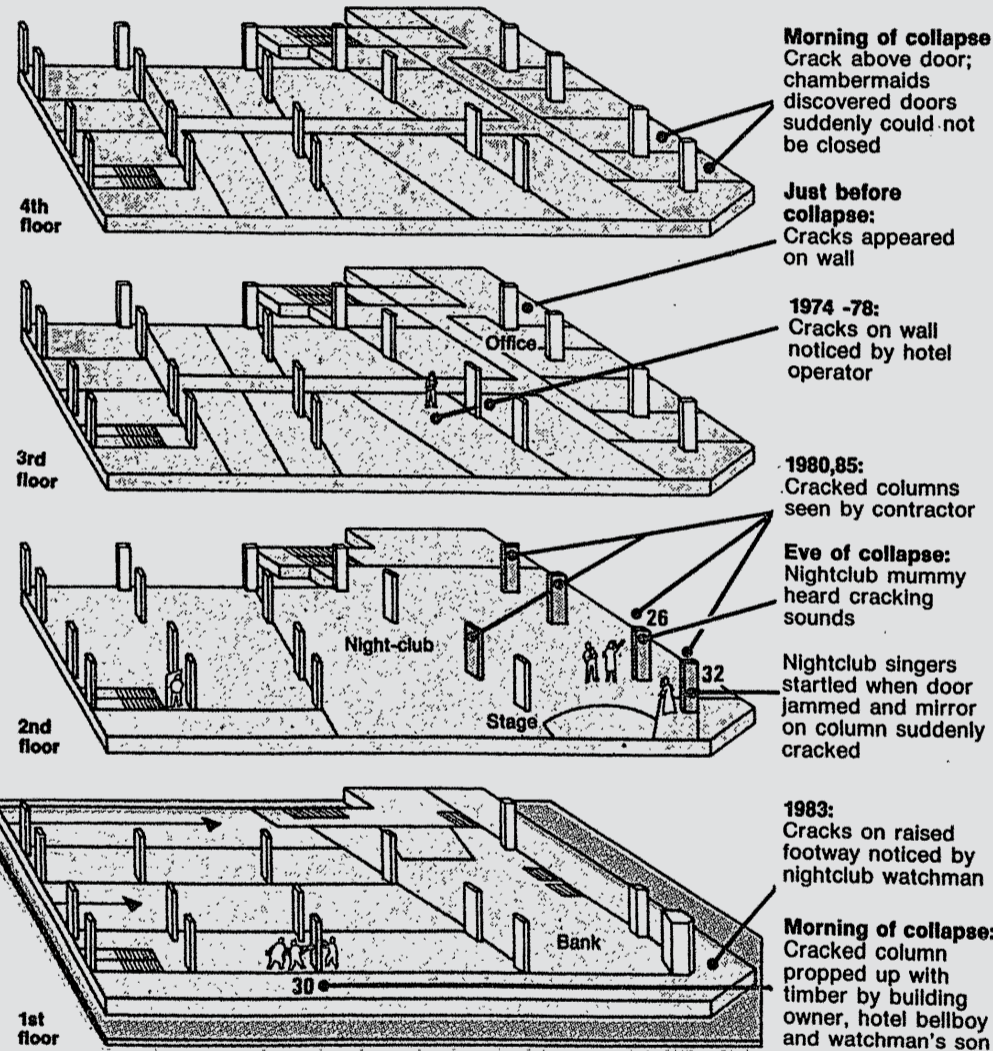 Morning of collapse
Crack above door;
chambermaids
discovered doors
suddenly could not
be closed
4th
floor
Just before
collapse:
Cracks appeared
on wall
1974 -78:
Cracks on wall
noticed by hotel
operator
Office
3rd
floor
1980,85:
Cracked columns
seen by contractor
Eve of collapse:
Nightclub mummy
heard cracking
sounds
26
Night-club
32
Stage
Nightclub singers
startled when door
jammed and mirror
on column suddenly
cracked
2nd
floor
1983:
Cracks on raised
footway noticed by
nightclub watchman
Bank
30
Morning of collapse:
Cracked column
propped up with
timber by building
owner, hotel bellboy
and watchman's son
1st
floor